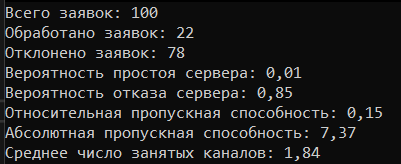 Всего заявок: 100
Обработано заявок: 22
Отклонено заявок: 78
Вероятность простоя сервера: 0,01
Вероятность отказа сервера: 0,85
Относительная пропускная способность: 0,15
Абсолютная пропускная способность: 7,37
Среднее число занятых каналов: 1,84